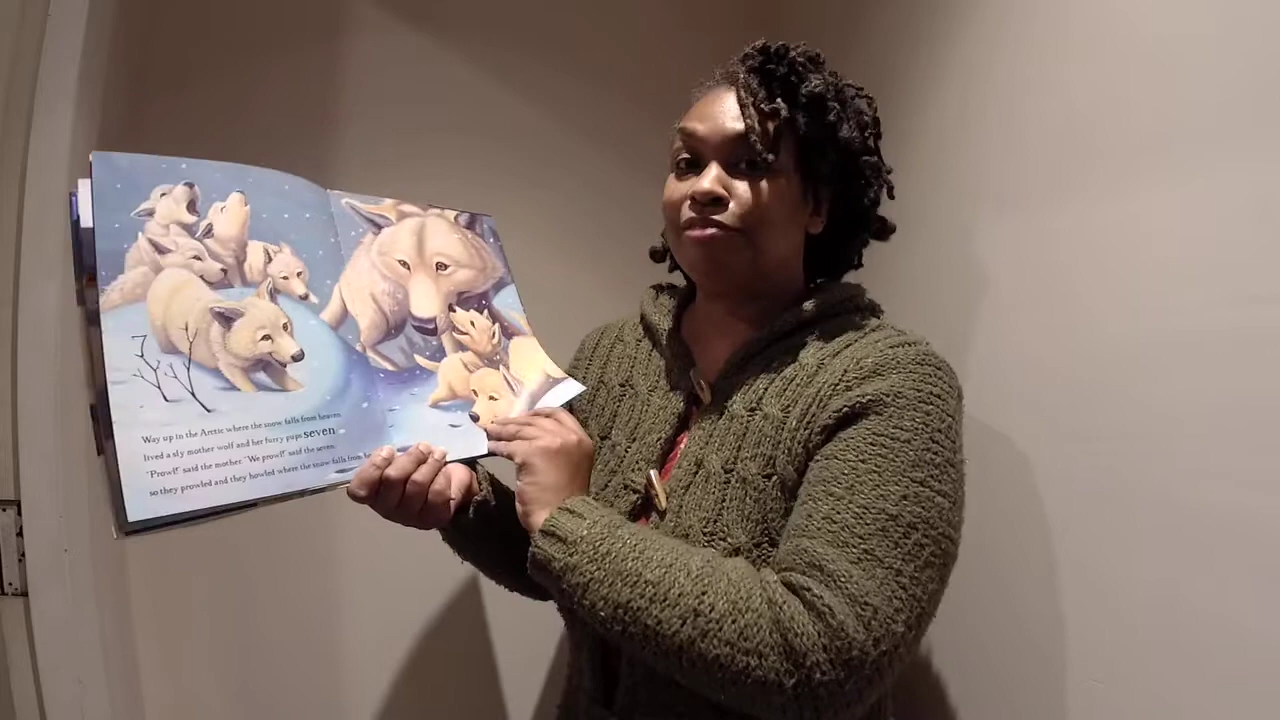 Way up in the Arctic where the snow falls from heaven
lived a sly mother wolf and her furry pups seven.
"Prowl!" said the mother. "We prowl!" said the seven.
so they prowled and they howled where the snow falls from